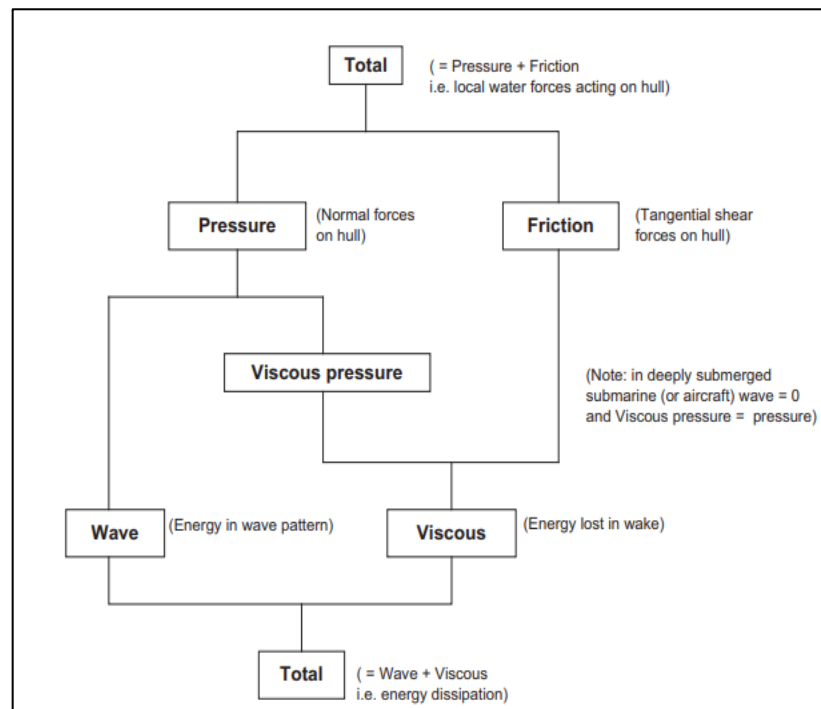 Total
( = Pressure + Friction
i.e. local water forces acting on hull)
Pressure
(Normal forces
on hull)
Friction
(Tangential shear
forces on hull)
Viscous pressure
(Note: in deeply submerged
submarine (or aircraft) wave = 0
and Viscous pressure = pressure)
Wave
(Energy in wave pattern)
Viscous
(Energy lost in wake)
Total
( = Wave + Viscous
i.e. energy dissipation)